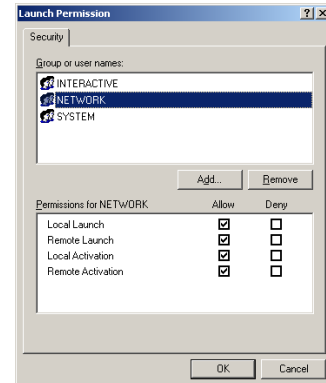 Launch Permission
Security
Group or user names:
INTERACTIVE
NETWORK
SYSTEM
Add... Remove
Permissions for NETWORK Allow Deny
Local Launch
Remote Launch
Local Activation
Remote Activation
OK Cancel